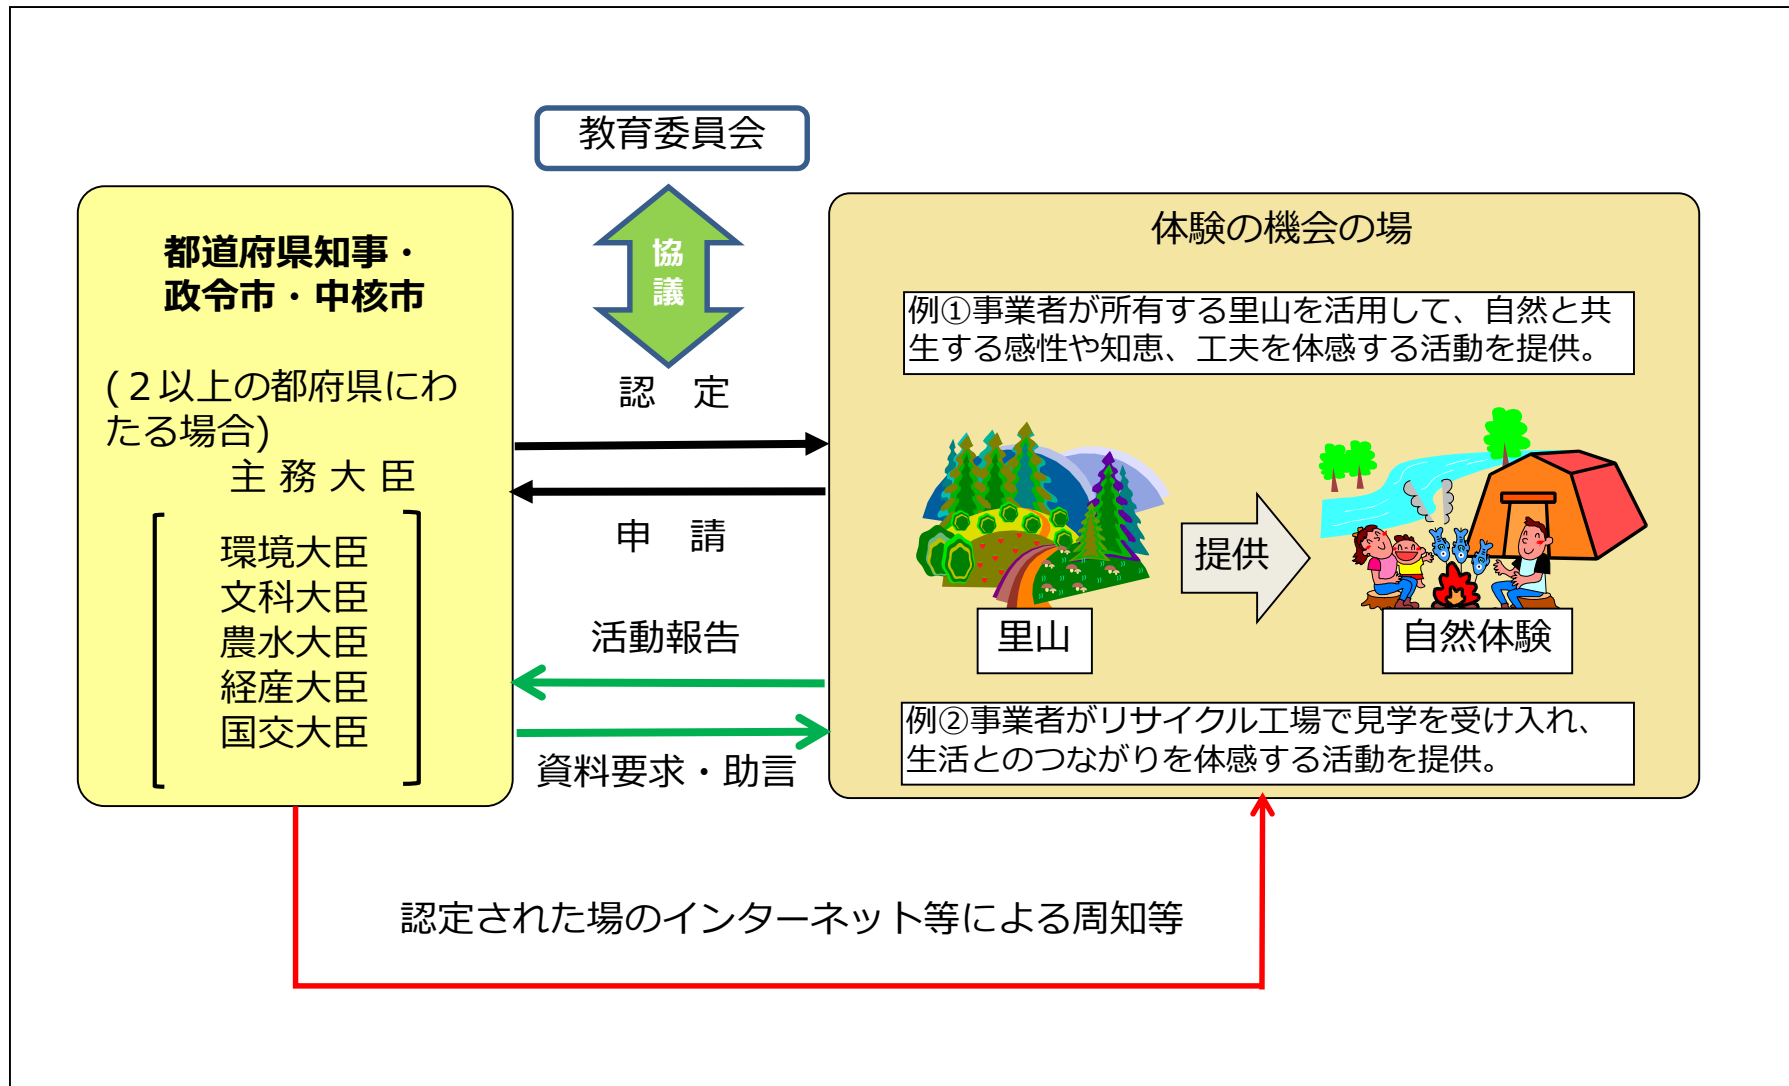 教育委員会
協
議
都道府県知事・
政令市・中核市
(２以上の都府県にわ
たる場合)
主 務 大 臣
環境大臣
文科大臣
農水大臣
経産大臣
国交大臣
認　定
申　請
活動報告
資料要求・助言
体験の機会の場
例①事業者が所有する里山を活用して、自然と共
生する感性や知恵、工夫を体感する活動を提供。
里山
提供
自然体験
例②事業者がリサイクル工場で見学を受け入れ、
生活とのつながりを体感する活動を提供。
認定された場のインターネット等による周知等